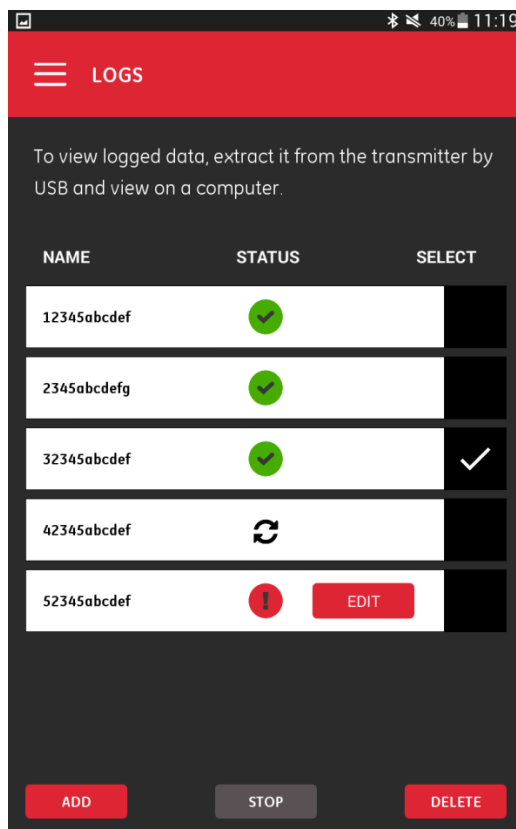 40% 11:19
LOGS
To view logged data, extract it from the transmitter by
USB and view on a computer.
NAME STATUS SELECT
12345abcdef
2345abcdefg
32345abcdef
42345abcdef
52345abcdef ! EDIT
ADD STOP DELETE